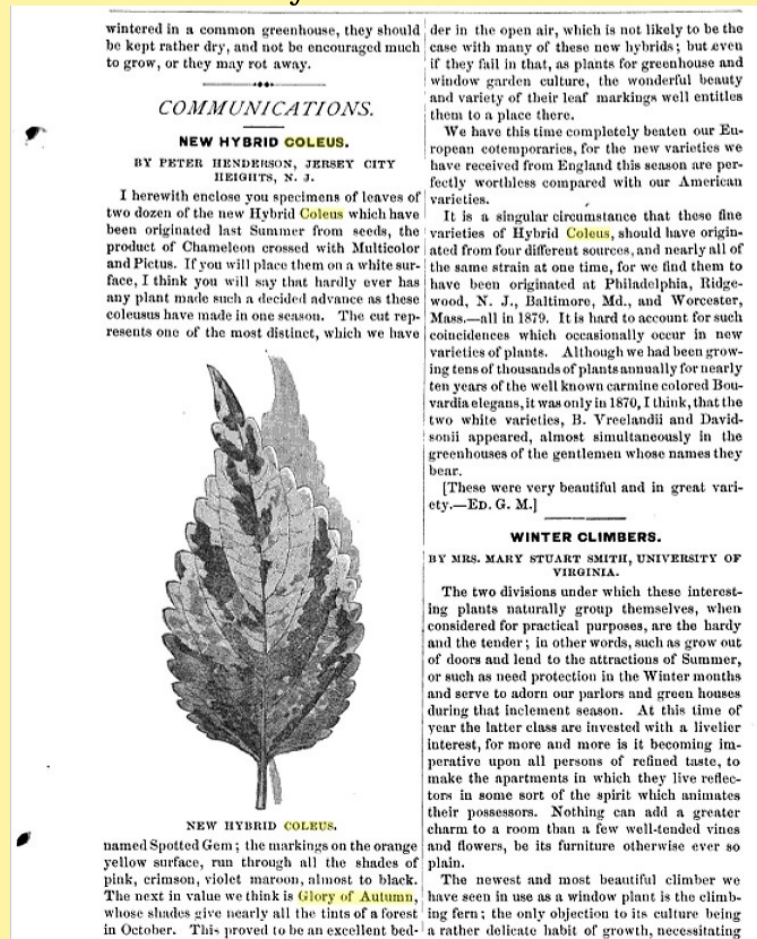 wintered in a common greenhouse, they should
be kept rather dry, and not be encouraged much
to grow, or they may rot away.
COMMUNICATIONS.
NEW HYBRID COLEUS.
BY PETER HENDERSON, JERSEY CITY
HEIGHTS, N. J.
I herewith enclose you specimens of leaves of
two dozen of the new Hybrid Coleus which have
been originated last Summer from seeds, the
product of Chameleon crossed with Multicolor
and Pictus. If you will place them on a white sur-
face, I think you will say that hardly ever has
any plant made such a decided advance as these
coleusus have made in one season. The cut rep-
resents one of the most distinct, which we have
NEW HYBRID COLEUS.
named Spotted Gem; the markings on the orange
yellow surface, run through all the shades of
pink, crimson, violet maroon, almost to black.
The next in value we think is Glory of Autumn,
whose shades give nearly all the tints of a forest
in October. This proved to be an excellent bed-
der in the open air, which is not likely to be the
case with many of these new hybrids; but even
if they fail in that, as plants for greenhouse and
window garden culture, the wonderful beauty
and variety of their leaf markings well entitles
them to a place there.
We have this time completely beaten our Eu-
ropean cotemporaries, for the new varieties we
have received from England this season are per-
fectly worthless compared with our American
varieties.
It is a singular circumstance that these fine
varieties of Hybrid Coleus, should have origin-
ated from four different sources, and nearly all of
the same strain at one time, for we find them to
have been originated at Philadelphia, Ridge-
wood, N. J., Baltimore, Md., and Worcester,
Mass.—all in 1879. It is hard to account for such
coincidences which occasionally occur in new
varieties of plants. Although we had been grow-
ing tens of thousands of plants annually for nearly
ten years of the well known carmine colored Bou-
vardia elegans, it was only in 1870, I think, that the
two white varieties, B. Vreelandii and David-
sonii appeared, almost simultaneously in the
greenhouses of the gentlemen whose names they
bear.
[These were very beautiful and in great vari-
ety.—ED. G. M.]
WINTER CLIMBERS.
BY MRS. MARY STUART SMITH, UNIVERSITY OF
VIRGINIA.
The two divisions under which these interest-
ing plants naturally group themselves, when
considered for practical purposes, are the hardy
and the tender; in other words, such as grow out
of doors and lend to the attractions of Summer,
or such as need protection in the Winter months
and serve to adorn our parlors and green houses
during that inclement season. At this time of
year the latter class are invested with a livelier
interest, for more and more is it becoming im-
perative upon all persons of refined taste, to
make the apartments in which they live reflec-
tors in some sort of the spirit which animates
their possessors. Nothing can add a greater
charm to a room than a few well-tended vines
and flowers, be its furniture otherwise ever so
plain.
The newest and most beautiful climber we
have seen in use as a window plant is the climb-
ing fern; the only objection to its culture being
a rather delicate habit of growth, necessitating